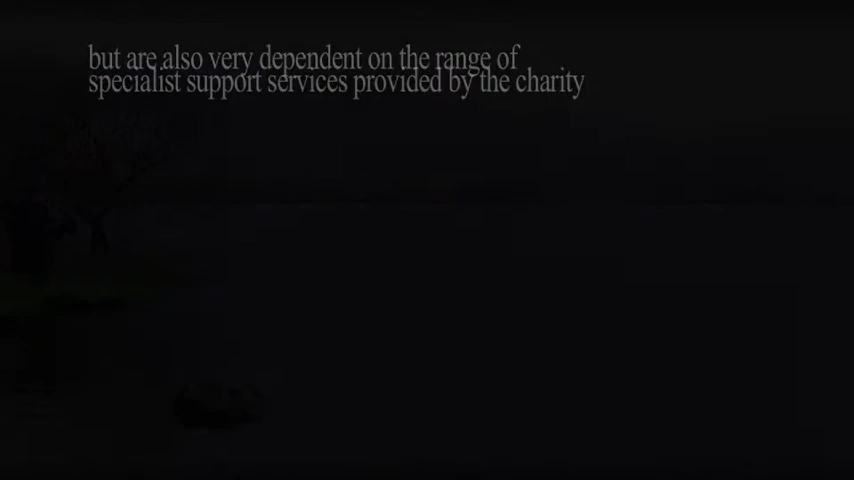 but are also very dependent on the range of
specialist support services provided by the charity